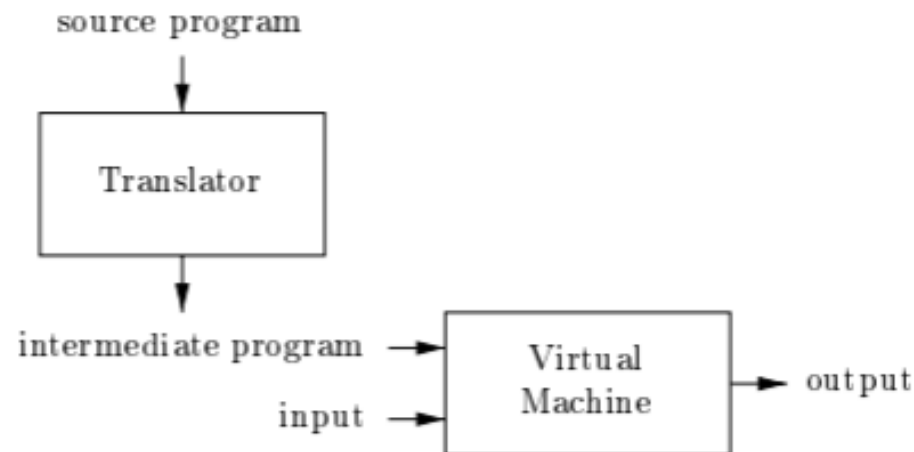 source program
Translator
intermediate program
Virtual
Machine
input
output